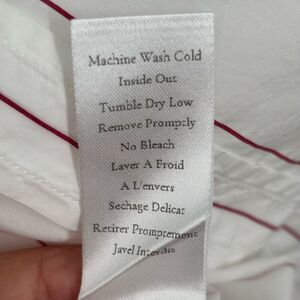 Machine Wash Cold
Inside Out
Tumble Dry Low
Remove Promptly
No Bleach
Laver A Froid
A L'envers
Sechage Delicat
Retirer Promptement
Javel Interdit